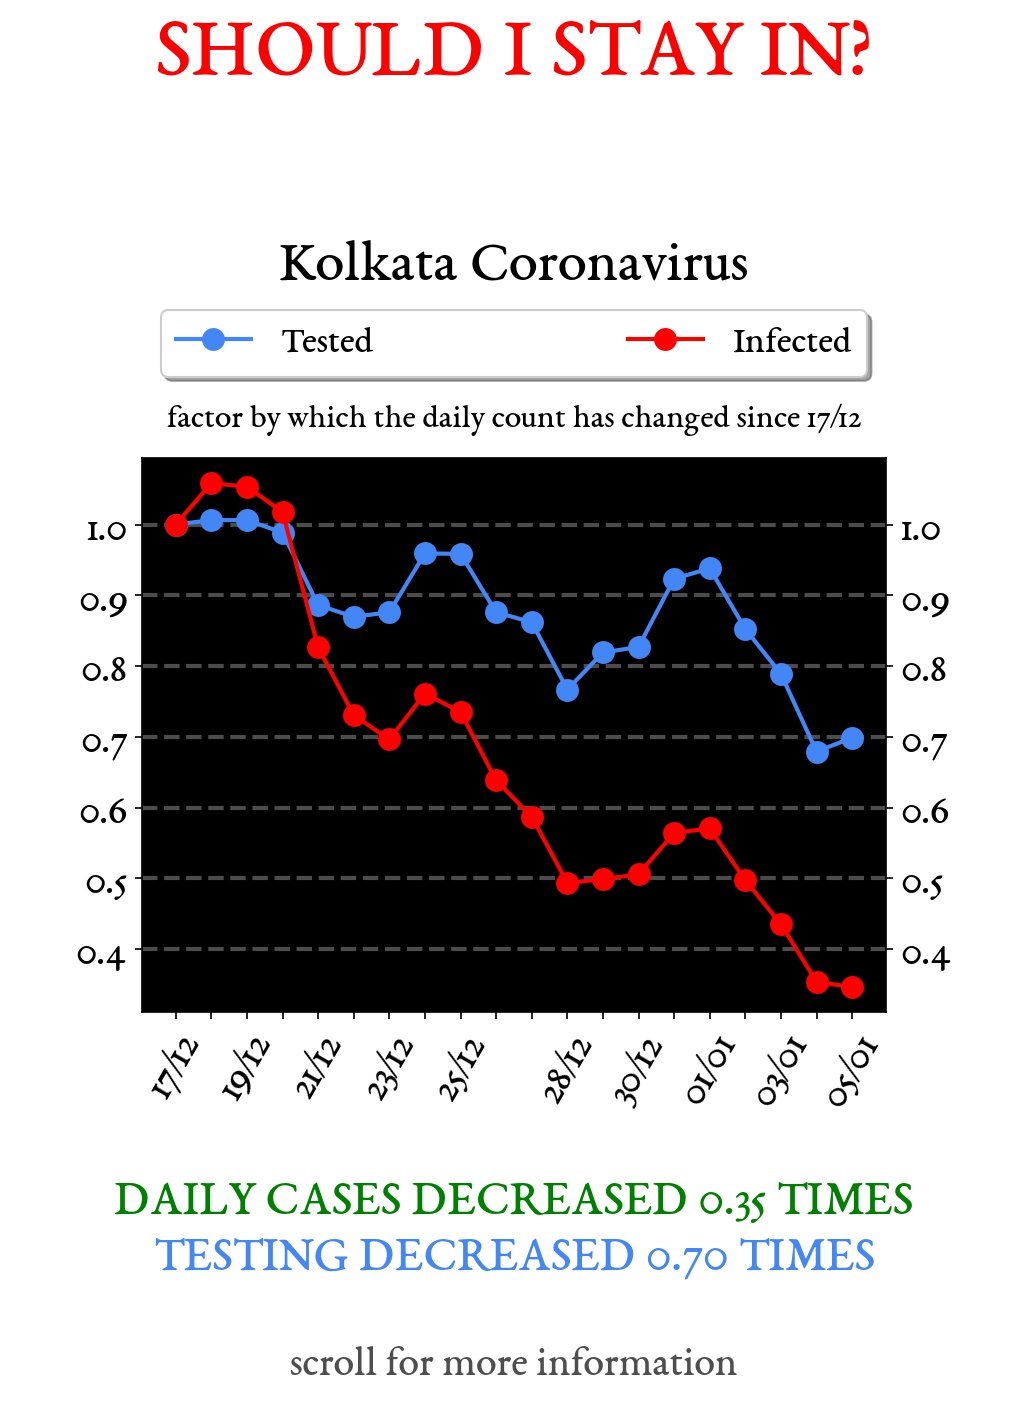 SHOULD I STAY IN?
Kolkata Coronavirus
Tested Infected
factor by which the daily count has changed since 17/12
1.0 1.0
0.9 0.9
0.8 0.8
0.7 0.7
0.6 0.6
0.5 0.5
0.4 0.4
17/12 19/12 21/12 23/12 25/12 28/12 30/12 01/01 03/01 05/01
DAILY CASES DECREASED 0.35 TIMES
TESTING DECREASED 0.70 TIMES
scroll for more information